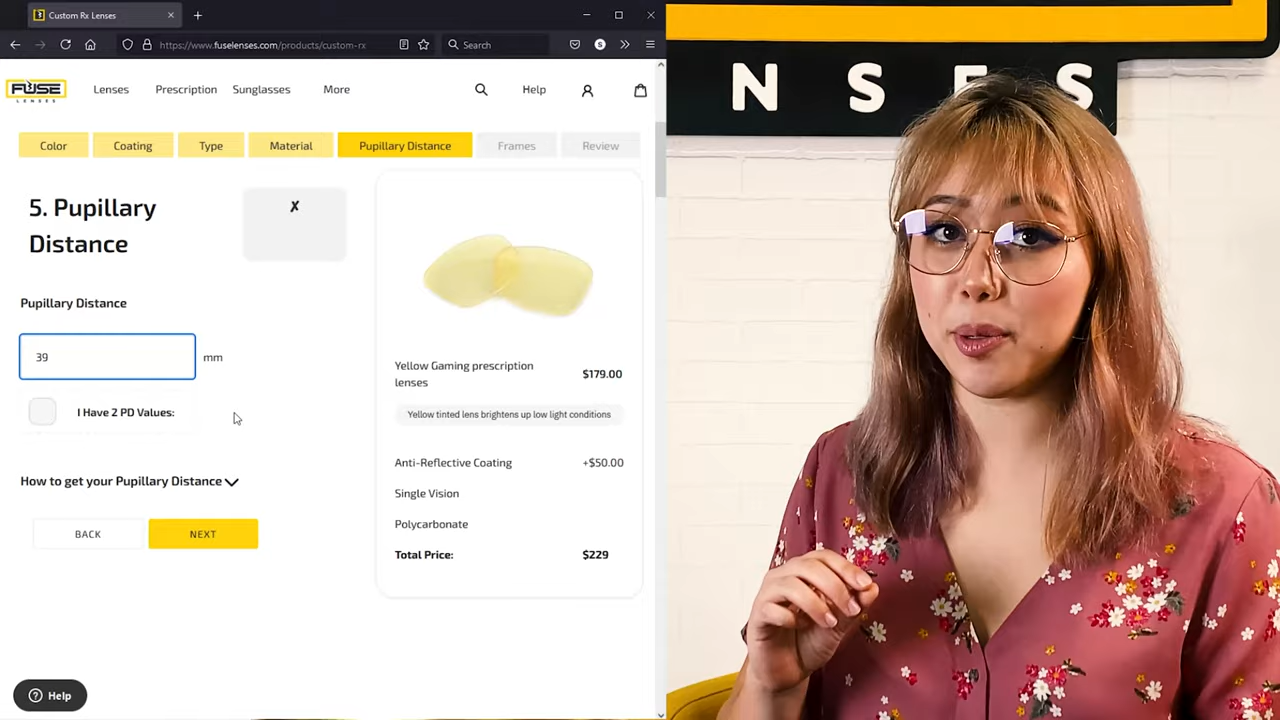 Custom Rx Lenses
https://www.fuselenses.com/products/custom-rx
Search
S
FUSE
LENSES
Lenses
Prescription
Sunglasses
More
Help
Color
Coating
Type
Material
Pupillary Distance
Frames
Review
5. Pupillary
Distance
✗
Pupillary Distance
39
mm
I Have 2 PD Values:
How to get your Pupillary Distance
BACK
NEXT
Yellow Gaming prescription
lenses
$179.00
Yellow tinted lens brightens up low light conditions
Anti-Reflective Coating
+$50.00
Single Vision
Polycarbonate
Total Price:
$229
Help
NSES